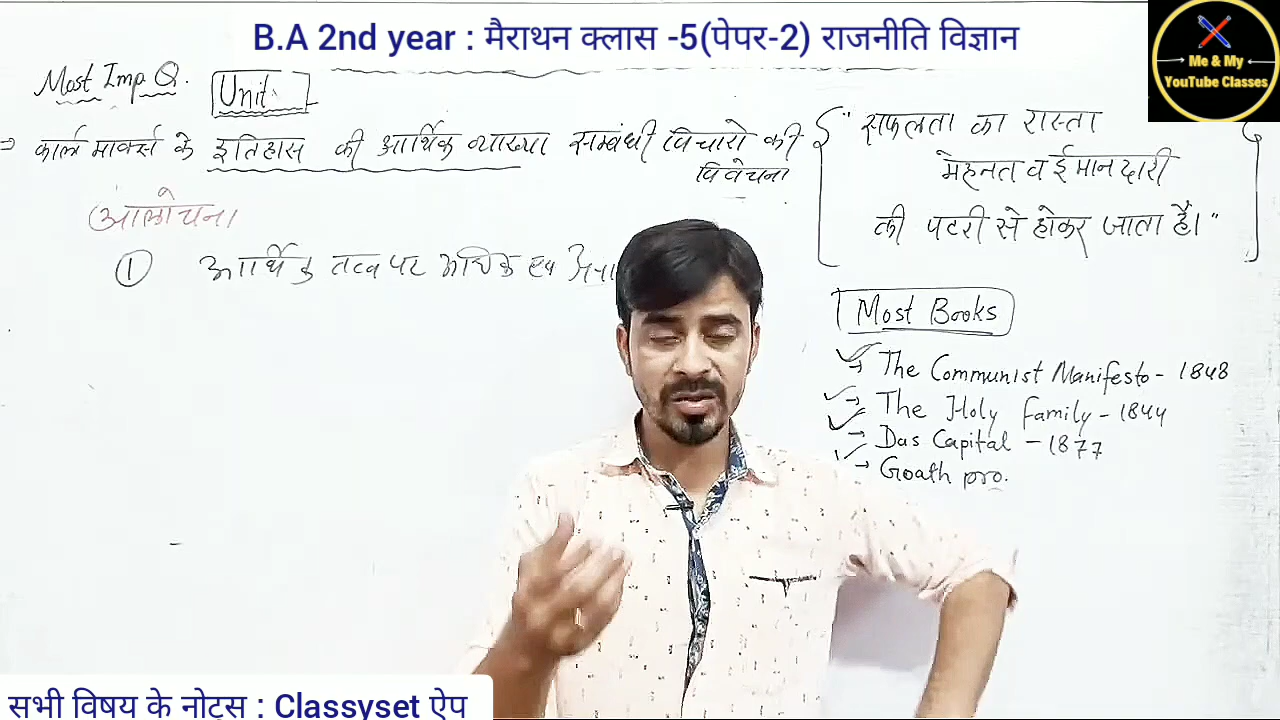 B.A 2nd year : मैराथन क्लास -5(पेपर-2) राजनीति विज्ञान
Me & My
YouTube Classes
Most Imp Q.
Unit
⇒ कार्ल मार्क्स के इतिहास की आर्थिक व्याख्या सम्बंधी विचारो की
विवेचना
आलोचना
① आर्थिक तत्व पर अधिक
"सफलता का रास्ता
मेहनत व ईमानदारी
की पटरी से होकर जाता है।"
Most Books
→ The Communist Manifesto - 1848
→ The Holy Family - 1844
→ Das Capital - 1877
→ Goath pro.
सभी विषय के नोट्स : Classyset ऐप